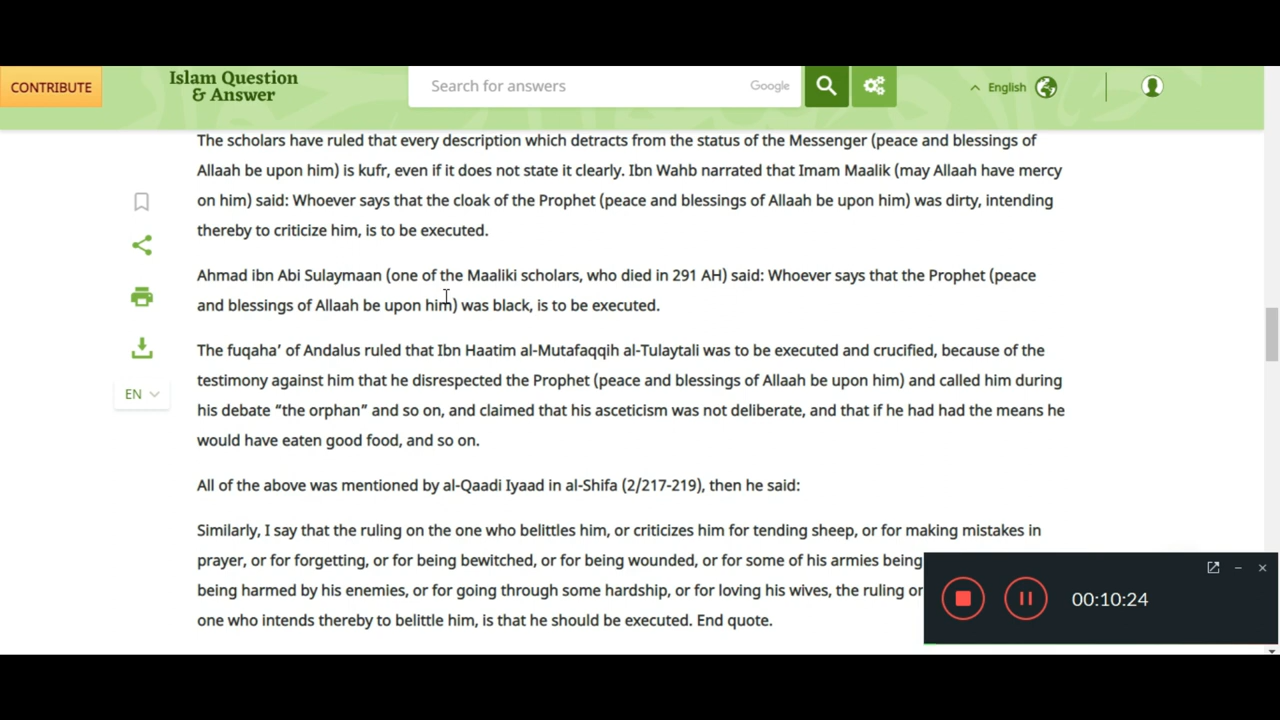 CONTRIBUTE
Islam Question
& Answer
Search for answers
Google
English
The scholars have ruled that every description which detracts from the status of the Messenger (peace and blessings of
Allaah be upon him) is kufr, even if it does not state it clearly. Ibn Wahb narrated that Imam Maalik (may Allaah have mercy
on him) said: Whoever says that the cloak of the Prophet (peace and blessings of Allaah be upon him) was dirty, intending
thereby to criticize him, is to be executed.
Ahmad ibn Abi Sulaymaan (one of the Maaliki scholars, who died in 291 AH) said: Whoever says that the Prophet (peace
and blessings of Allaah be upon him) was black, is to be executed.
The fuqaha’ of Andalus ruled that Ibn Haatim al-Mutafaqqih al-Tulaytali was to be executed and crucified, because of the
testimony against him that he disrespected the Prophet (peace and blessings of Allaah be upon him) and called him during
his debate “the orphan” and so on, and claimed that his asceticism was not deliberate, and that if he had had the means he
would have eaten good food, and so on.
All of the above was mentioned by al-Qaadi Iyaad in al-Shifa (2/217-219), then he said:
Similarly, I say that the ruling on the one who belittles him, or criticizes him for tending sheep, or for making mistakes in
prayer, or for forgetting, or for being bewitched, or for being wounded, or for some of his armies being
being harmed by his enemies, or for going through some hardship, or for loving his wives, the ruling
one who intends thereby to belittle him, is that he should be executed. End quote.
EN
00:10:24